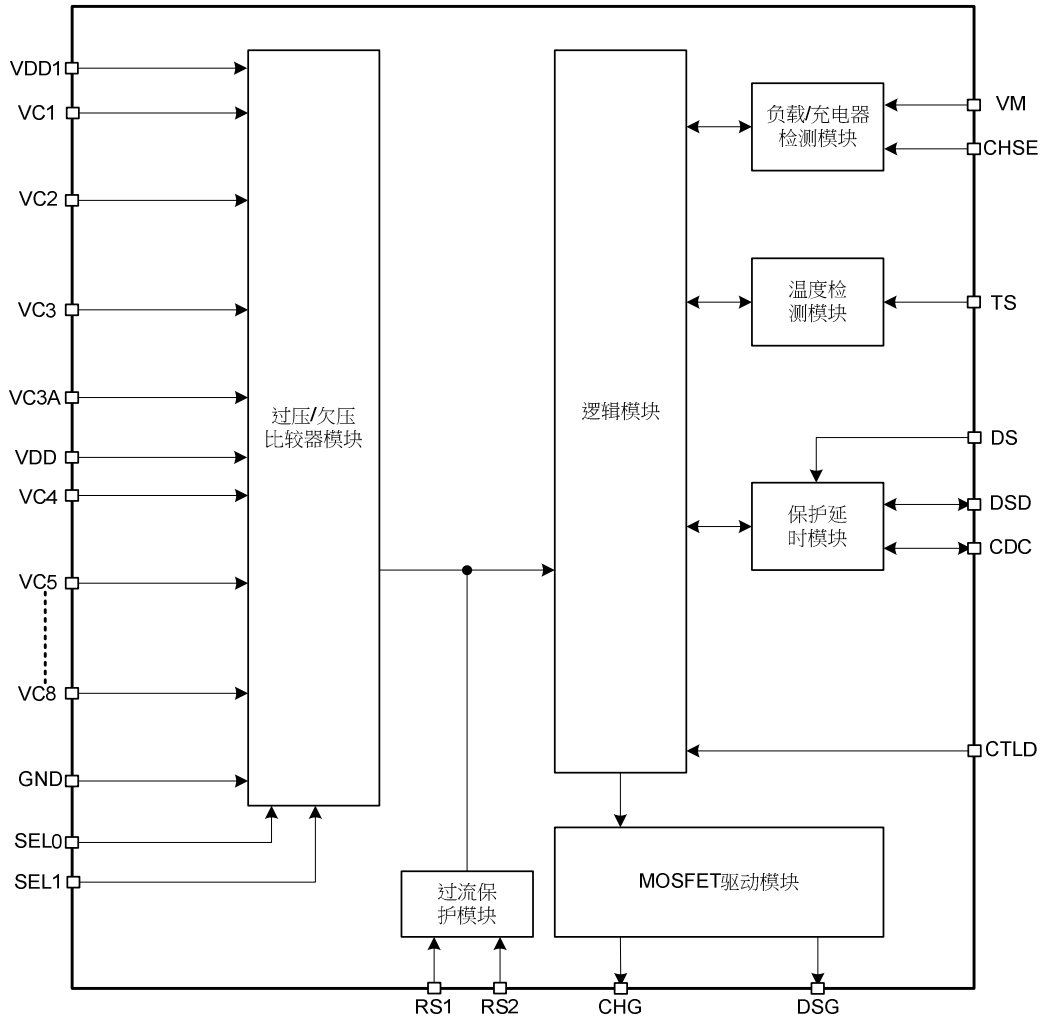 VDD1
VC1
VC2
VC3
VC3A
VDD
VC4
VC5
VC8
GND
SEL0
SEL1
过压/欠压
比较器模块
过流保
护模块
RS1
RS2
逻辑模块
MOSFET驱动模块
CHG
DSG
负载/充电器
检测模块
温度检
测模块
保护延
时模块
VM
CHSE
TS
DS
DSD
CDC
CTLD